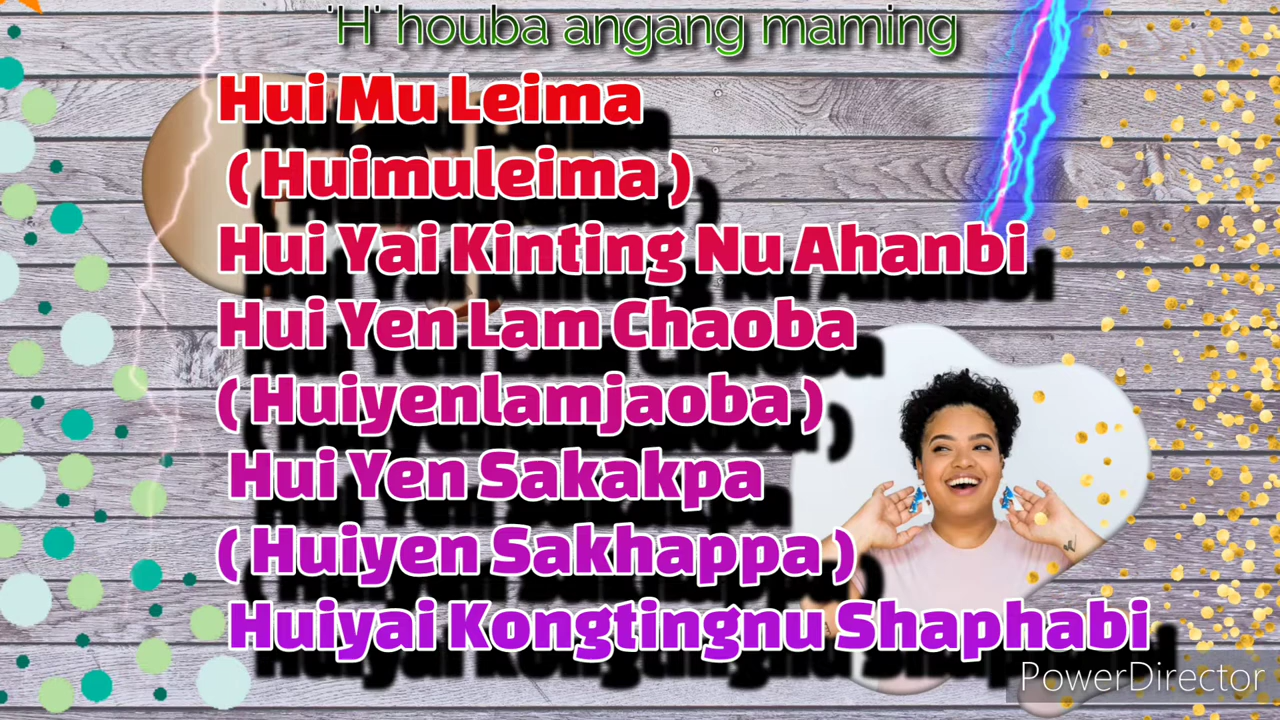 'H' houba angang maming
Hui Mu Leima
( Huimuleima )
Hui Yai Kinting Nu Ahanbi
Hui Yen Lam Chaoba
( Huiyenlamjaoba )
Hui Yen Sakakpa
( Huiyen Sakhappa )
Huiyai Kongtingnu Shaphabi
PowerDirector